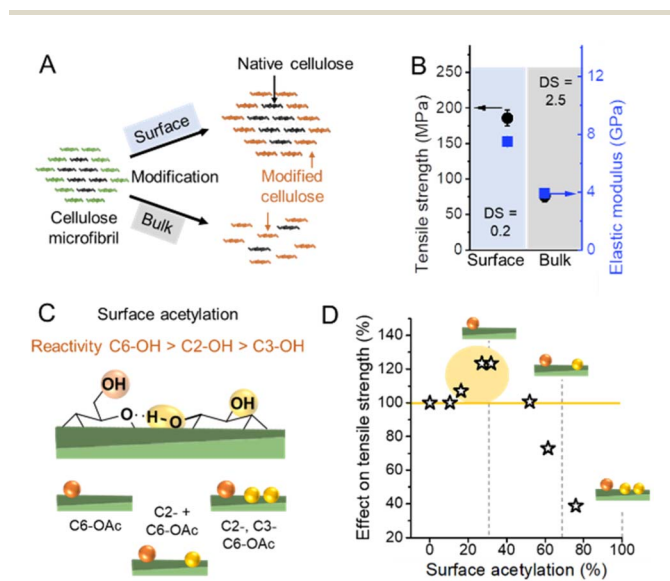 A
Native cellulose
Surface
Modification
Cellulose
microfibril
Bulk
Modified
cellulose
B
Tensile strength (MPa)
250
200
150
100
75
50
25
0
DS =
0.2
DS =
2.5
12
8
4
0
Elastic modulus (GPa)
Surface
Bulk
C
Surface acetylation
Reactivity C6-OH > C2-OH > C3-OH
OH
O
H
O
OH
C6-OAc
C2- +
C6-OAc
C2-, C3-
C6-OAc
D
Effect on tensile strength (%)
140
120
100
80
60
40
20
0
20
40
60
80
100
Surface acetylation (%)